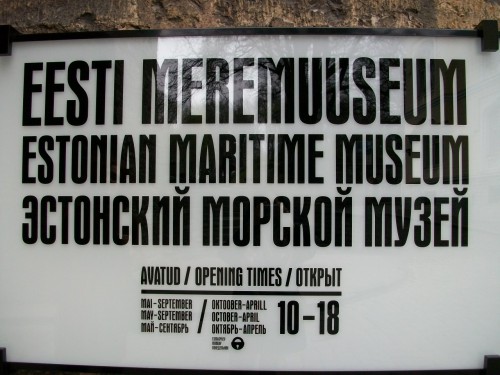 EESTI MEREMUUSEUM
ESTONIAN MARITIME MUSEUM
ЭСТОНСКИЙ МОРСКОЙ МУЗЕЙ
AVATUD / OPENING TIMES / ОТКРЫТ
MAI-SEPTEMBER / OKTOOBER-APRILL 10-18
MAY-SEPTEMBER OCTOBER-APRIL
МАЙ-СЕНТЯБРЬ ОКТЯБРЬ-АПРЕЛЬ